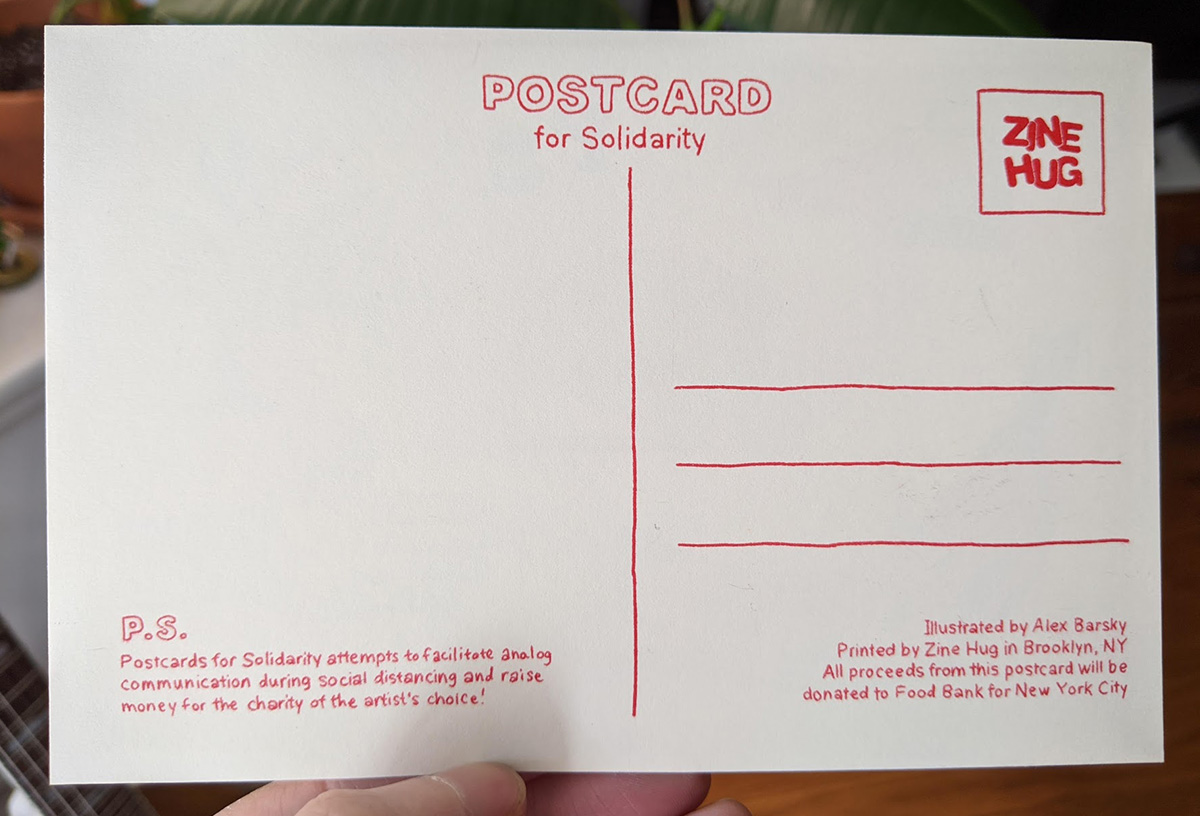 POSTCARD
for Solidarity
ZINE
HUG
P.S.
Postcards for Solidarity attempts to facilitate analog
communication during social distancing and raise
money for the charity of the artist's choice!
Illustrated by Alex Barsky
Printed by Zine Hug in Brooklyn, NY
All proceeds from this postcard will be
donated to Food Bank for New York City